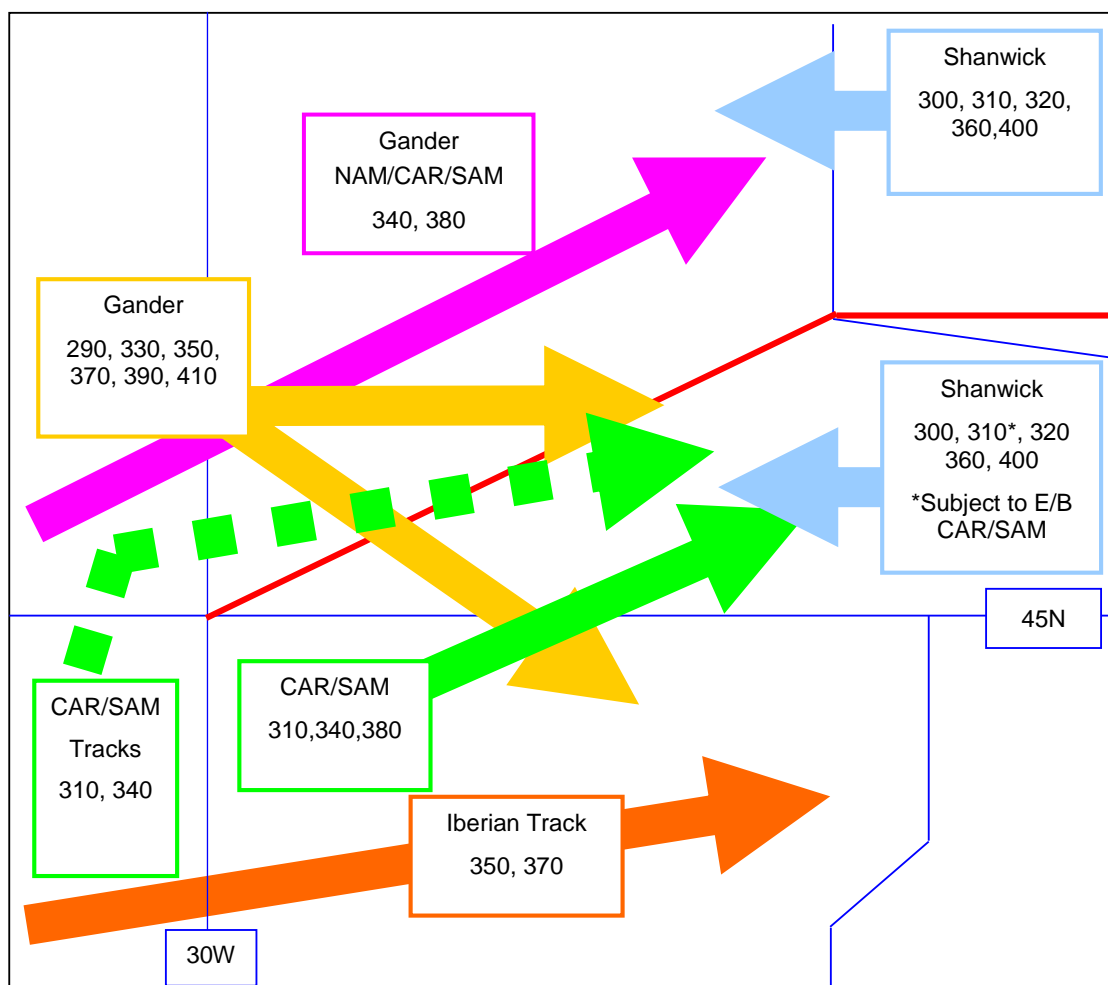 Shanwick
300, 310, 320,
360,400
Gander
NAM/CAR/SAM
340, 380
Gander
290, 330, 350,
370, 390, 410
Shanwick
300, 310*, 320
360, 400
*Subject to E/B
CAR/SAM
45N
CAR/SAM
Tracks
310, 340
CAR/SAM
310,340,380
Iberian Track
350, 370
30W